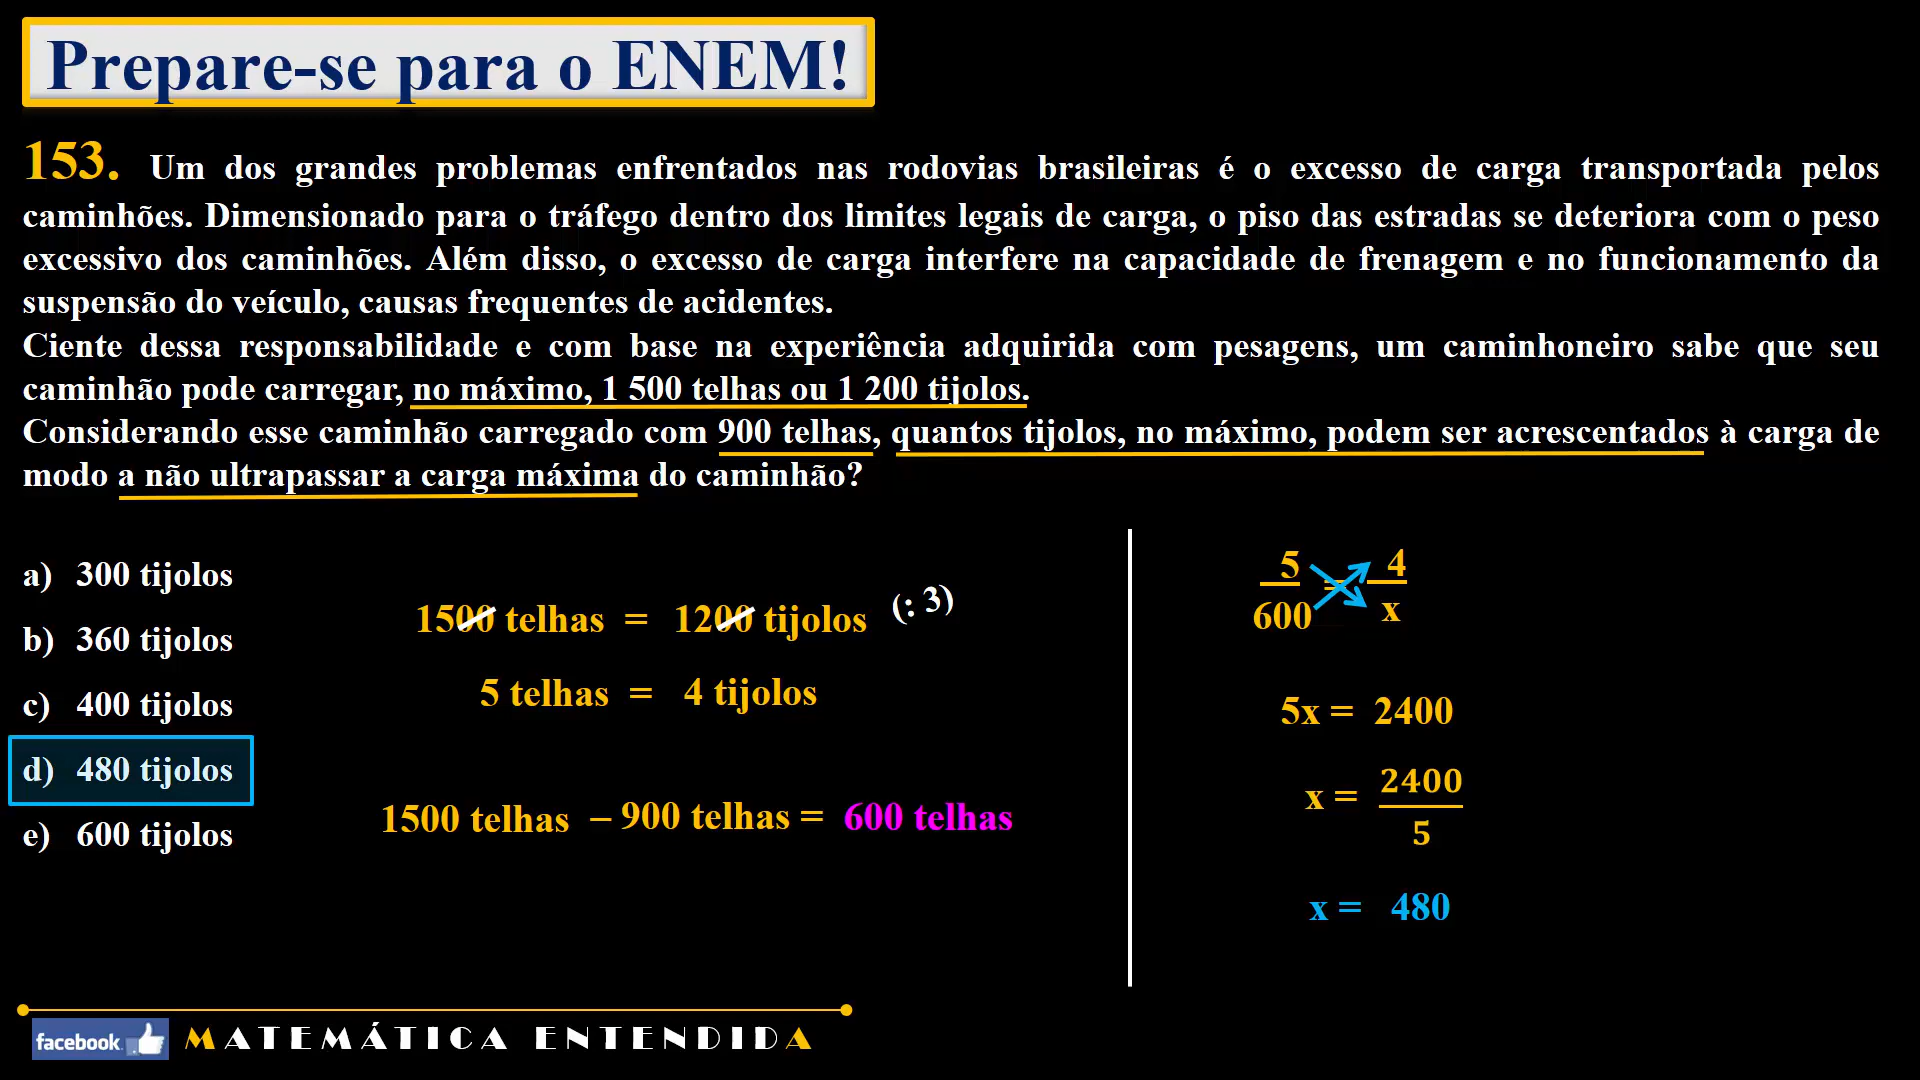 Prepare-se para o ENEM!
153. Um dos grandes problemas enfrentados nas rodovias brasileiras é o excesso de carga transportada pelos
caminhões. Dimensionado para o tráfego dentro dos limites legais de carga, o piso das estradas se deteriora com o peso
excessivo dos caminhões. Além disso, o excesso de carga interfere na capacidade de frenagem e no funcionamento da
suspensão do veículo, causas frequentes de acidentes.
Ciente dessa responsabilidade e com base na experiência adquirida com pesagens, um caminhoneiro sabe que seu
caminhão pode carregar, no máximo, 1 500 telhas ou 1 200 tijolos.
Considerando esse caminhão carregado com 900 telhas, quantos tijolos, no máximo, podem ser acrescentados à carga de
modo a não ultrapassar a carga máxima do caminhão?
a) 300 tijolos
b) 360 tijolos
c) 400 tijolos
d) 480 tijolos
e) 600 tijolos
1500 telhas = 1200 tijolos (: 3)
5 telhas = 4 tijolos
1500 telhas – 900 telhas = 600 telhas
5 = 4
600 x
5x = 2400
x = 2400
5
x = 480
facebook MATEMÁTICA ENTENDIDA